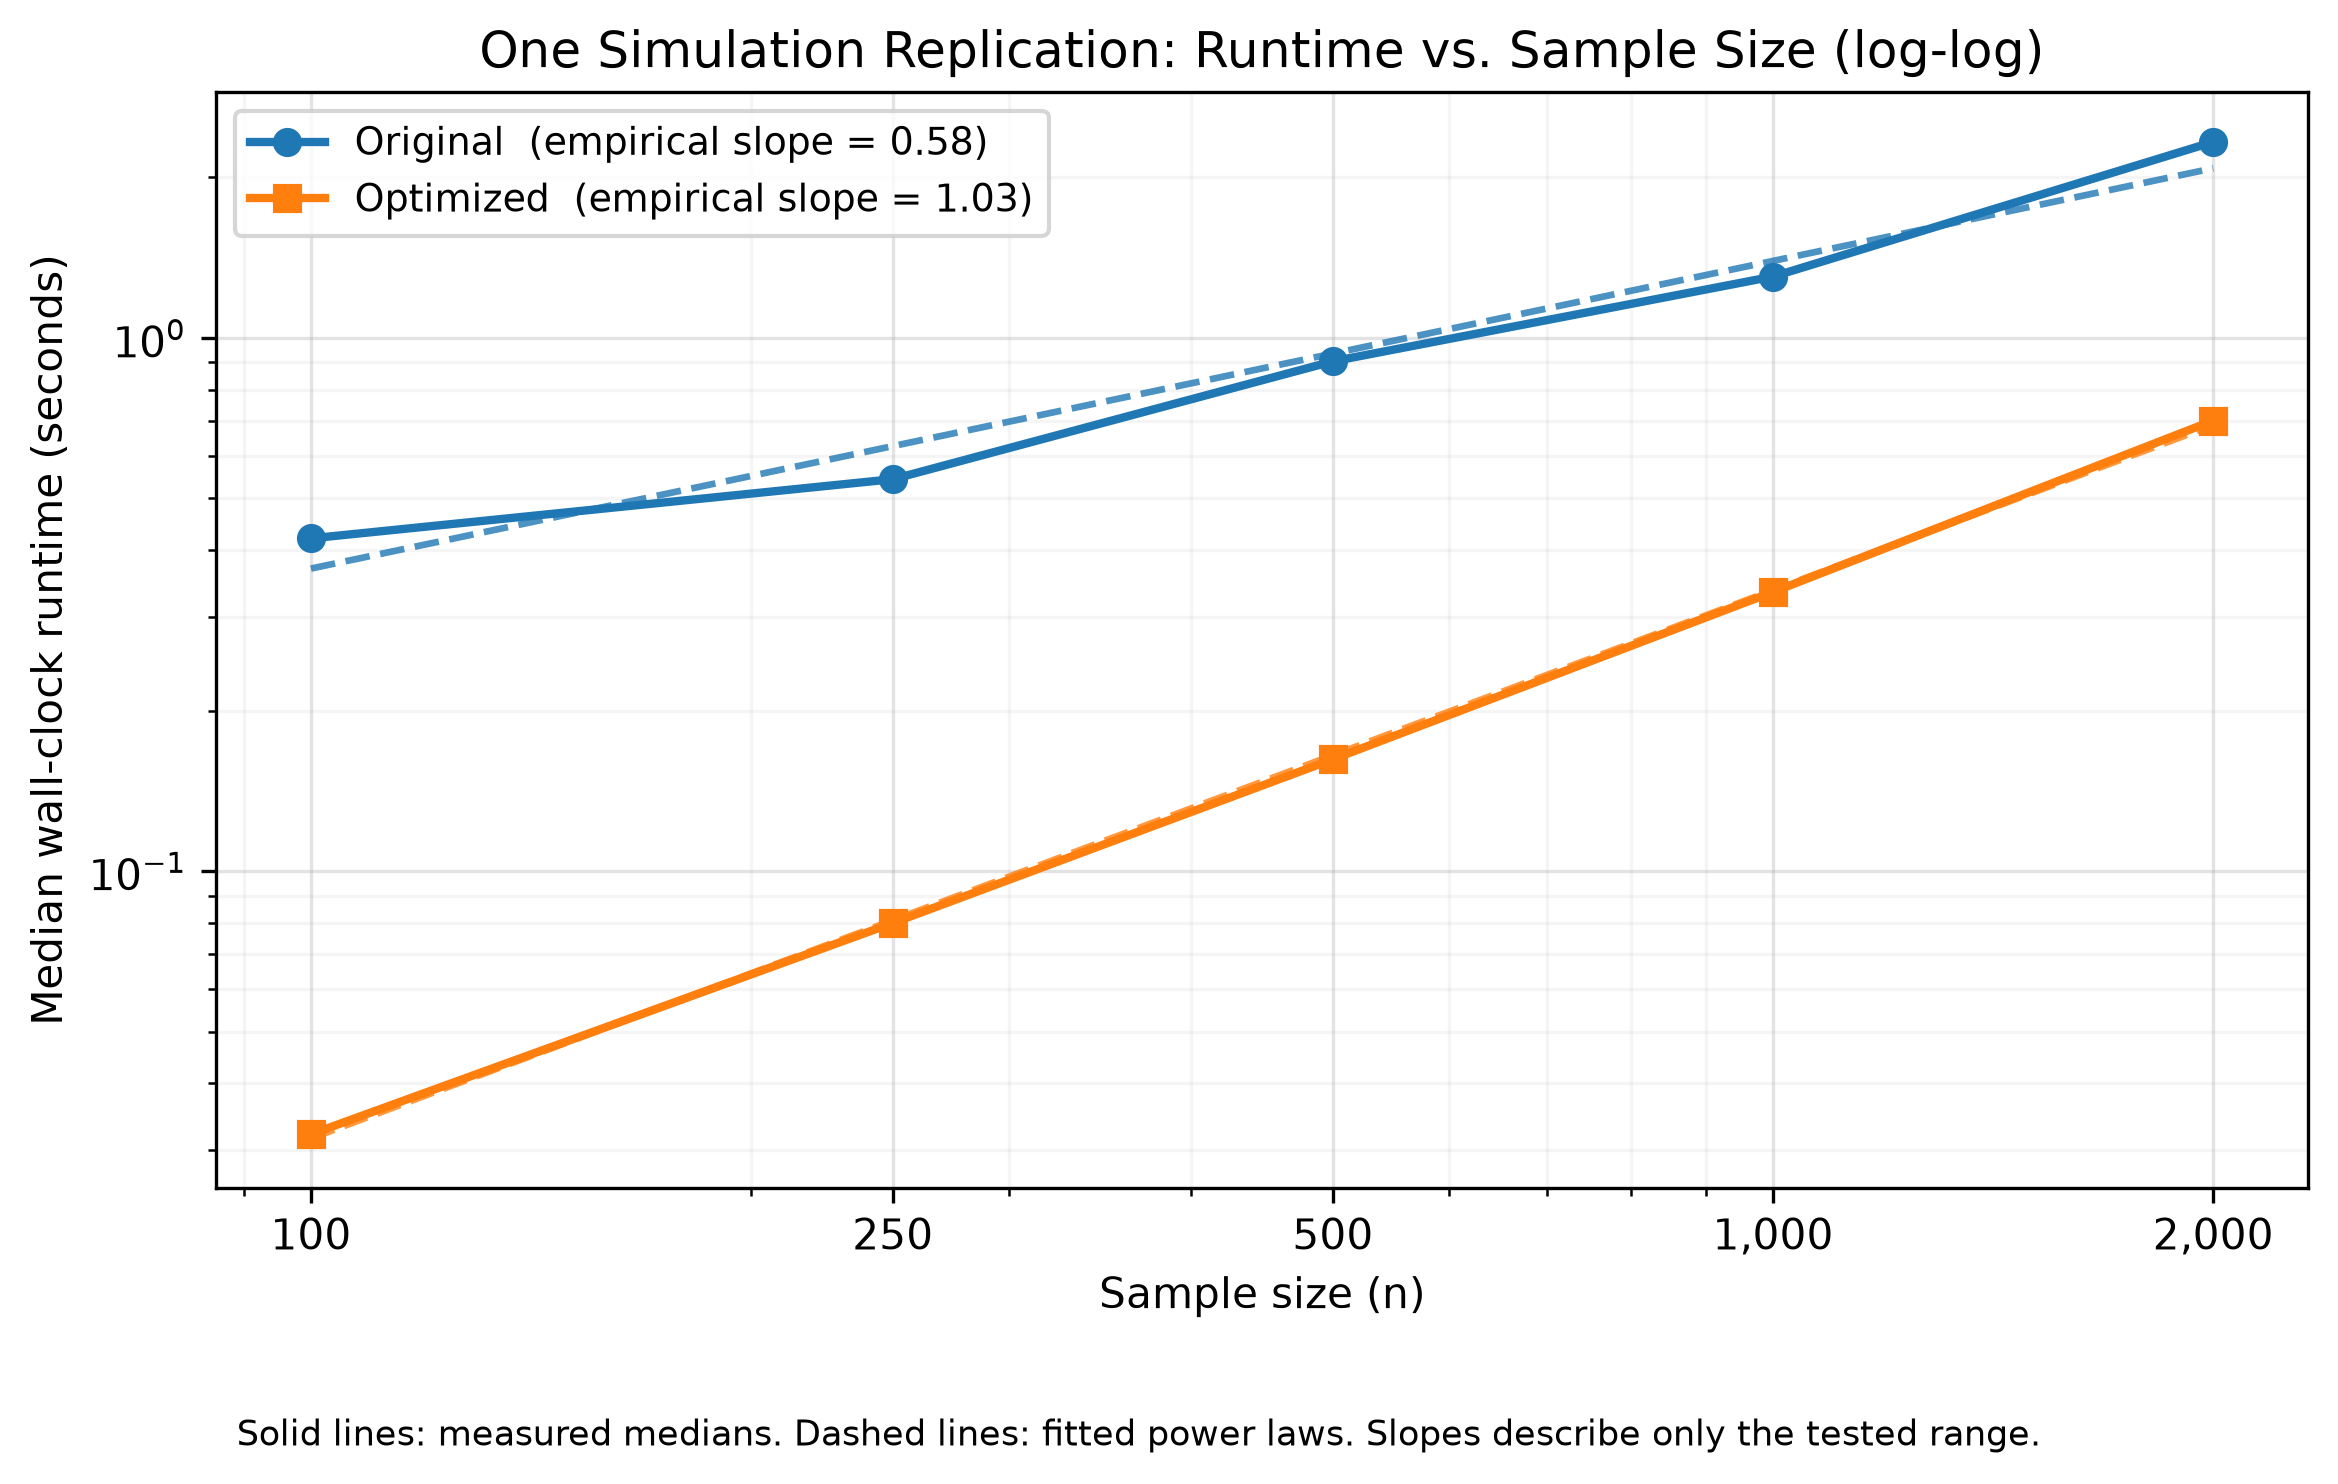 One Simulation Replication: Runtime vs. Sample Size (log-log)
Original  (empirical slope = 0.58)
Optimized  (empirical slope = 1.03)
Median wall-clock runtime (seconds)
10⁰
10⁻¹
100 250 500 1,000 2,000
Sample size (n)
Solid lines: measured medians. Dashed lines: fitted power laws. Slopes describe only the tested range.